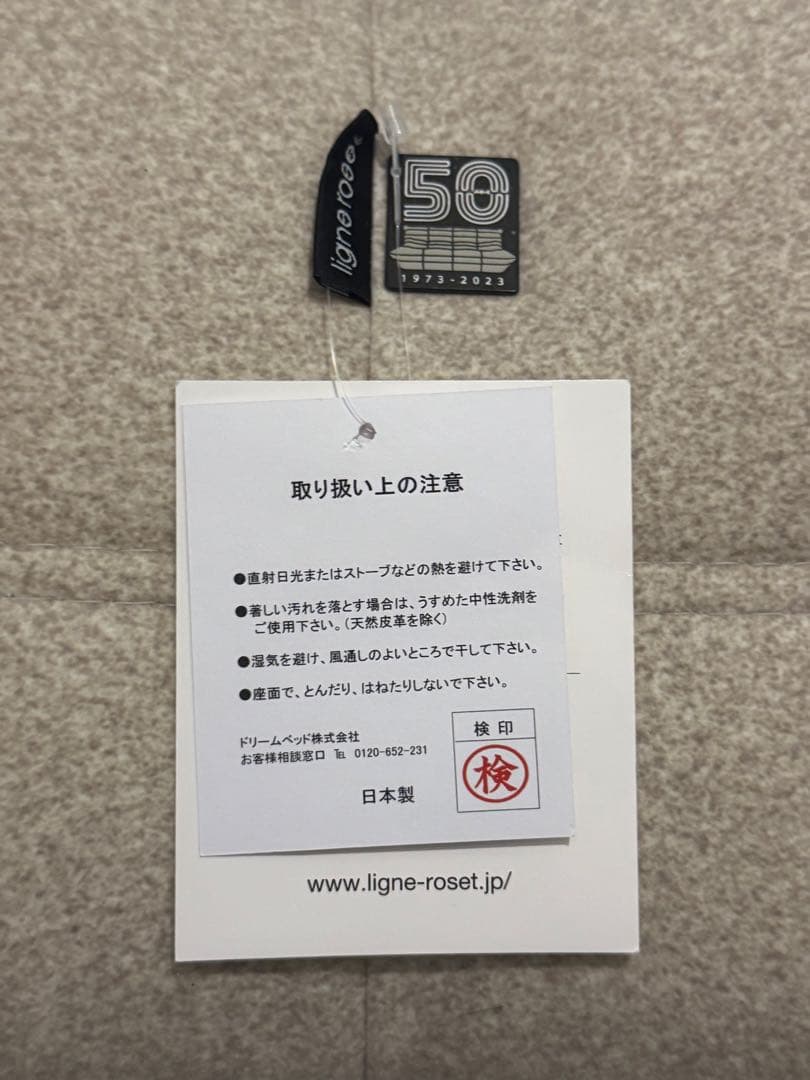 ligne roset
50
1973-2023
取り扱い上の注意
●直射日光またはストーブなどの熱を避けて下さい。
●著しい汚れを落とす場合は、うすめた中性洗剤を
ご使用下さい。(天然皮革を除く)
●湿気を避け、風通しのよいところで干して下さい。
●座面で、とんだり、はねたりしないで下さい。
ドリームベッド株式会社
お客様相談窓口 ℡ 0120-652-231
日本製
検印
検
www.ligne-roset.jp/